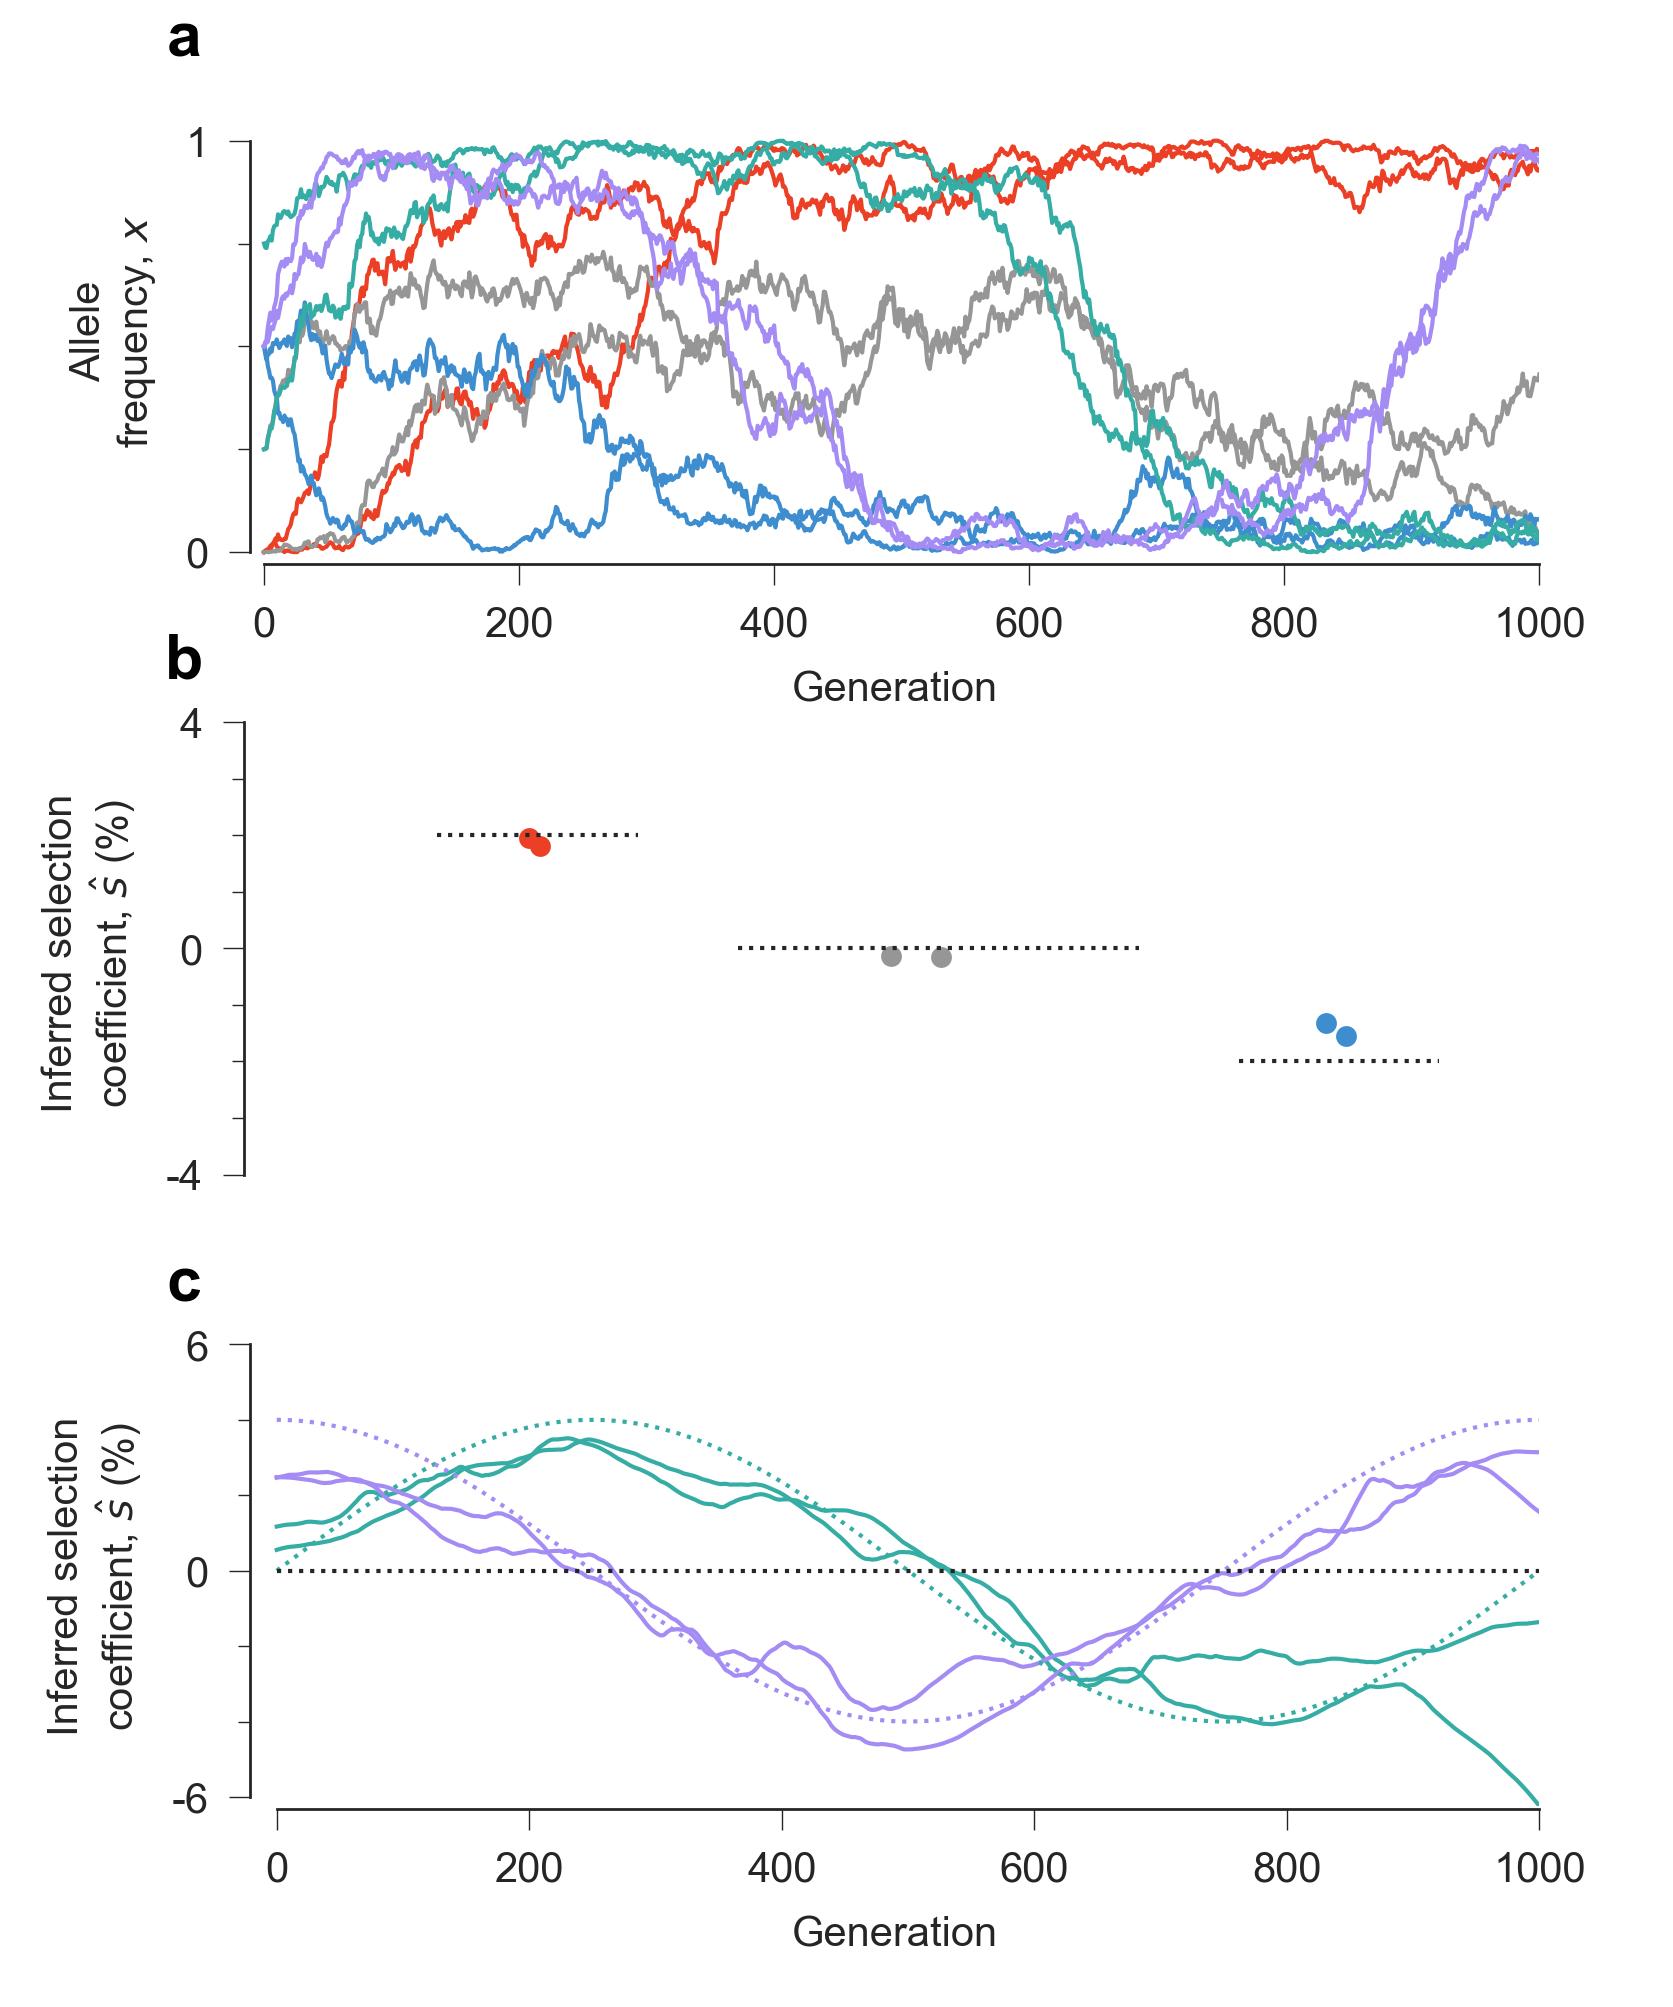 a
Allele
frequency, x
1
0
0 200 400 600 800 1000
Generation
b
Inferred selection
coefficient, ŝ (%)
4
0
-4
c
Inferred selection
coefficient, ŝ (%)
6
0
-6
0 200 400 600 800 1000
Generation